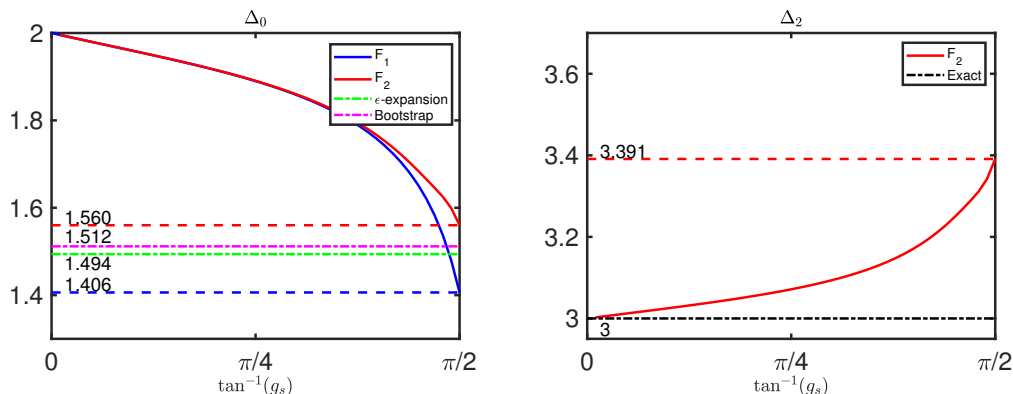 Δ₀
2
1.8
1.6
1.4
F₁
F₂
ϵ-expansion
Bootstrap
1.560
1.512
1.494
1.406
0
π/4
π/2
tan⁻¹(gₛ)
Δ₂
3.6
3.4
3.2
3
F₂
Exact
3.391
3
0
π/4
π/2
tan⁻¹(gₛ)